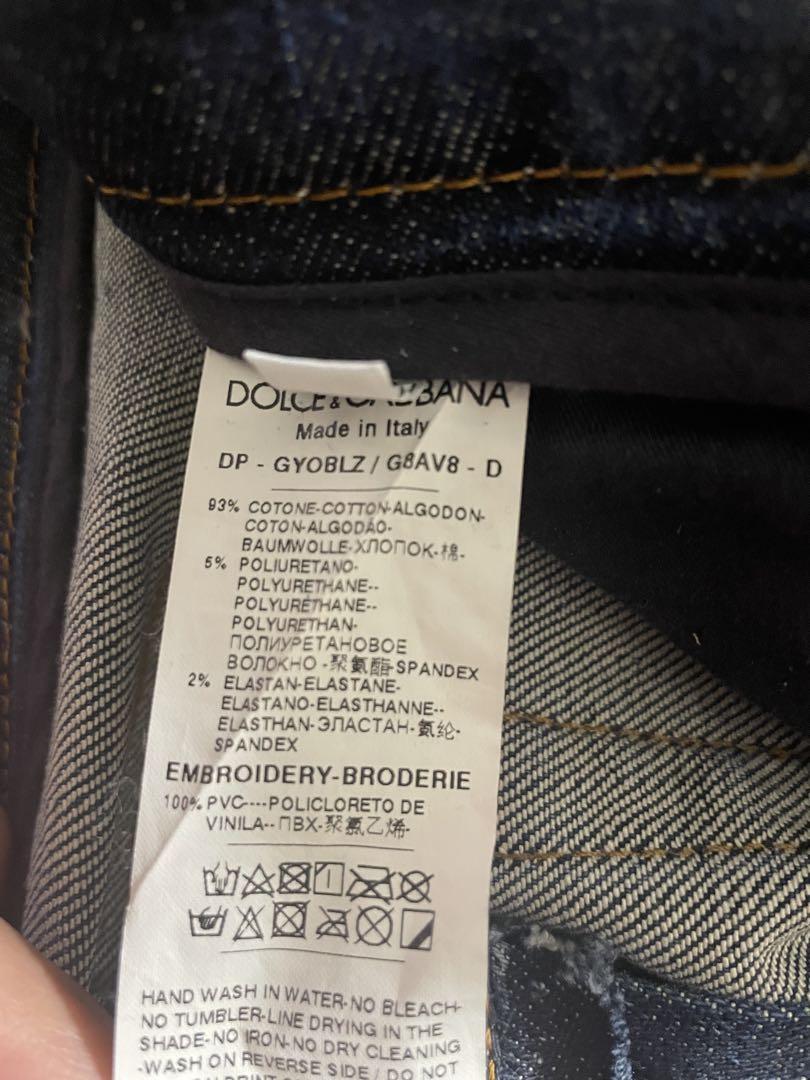 DOLCE & GABBANA
Made in Italy
DP - GYOBLZ / G8AV8 - D
93% COTONE-COTTON-ALGODON-
COTON-ALGODÃO-
BAUMWOLLE-ХЛОПОК-棉-
5% POLIURETANO-
POLYURETHANE--
POLYURÉTHANE--
POLYURETHAN-
ПОЛИУРЕТАНОВОЕ
ВОЛОКНО-聚氨酯-SPANDEX
2% ELASTAN-ELASTANE-
ELASTANO-ELASTHANNE--
ELASTHAN-ЭЛАСТАН-氨纶-
SPANDEX
EMBROIDERY-BRODERIE
100% PVC----POLICLORETO DE
VINILA--ПВХ-聚氯乙烯-
HAND WASH IN WATER-NO BLEACH-
NO TUMBLER-LINE DRYING IN THE
SHADE-NO IRON-NO DRY CLEANING
-WASH ON REVERSE SIDE / DO NOT